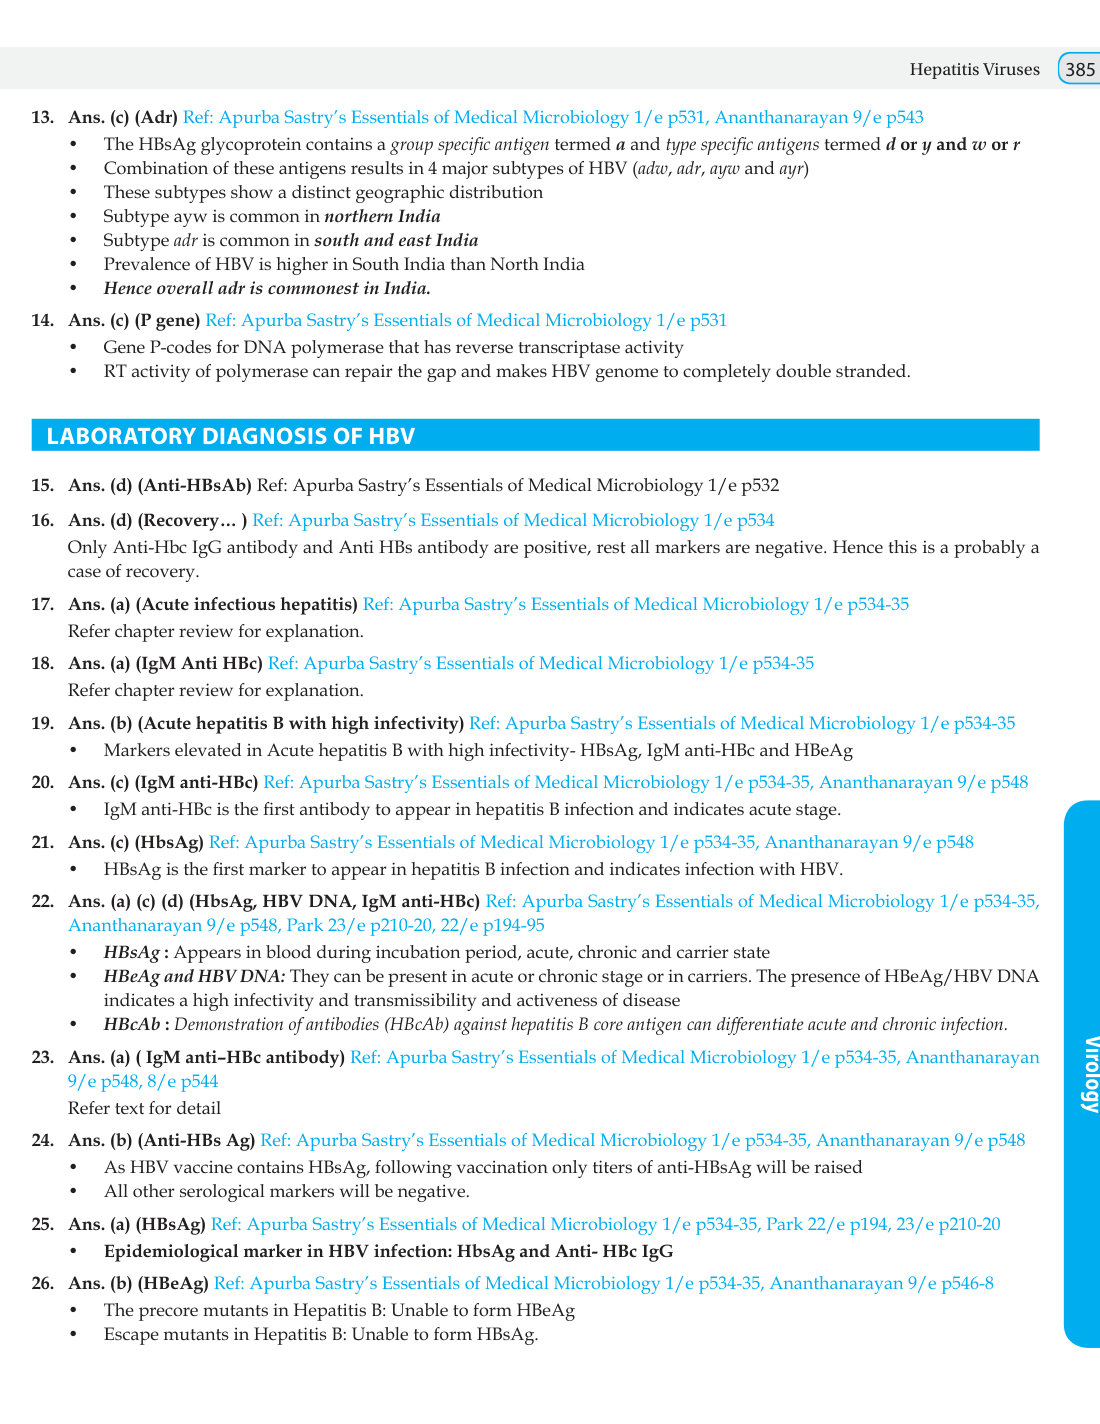 Hepatitis Viruses 385
13. Ans. (c) (Adr) Ref: Apurba Sastry's Essentials of Medical Microbiology 1/e p531, Ananthanarayan 9/e p543
• The HBsAg glycoprotein contains a group specific antigen termed a and type specific antigens termed d or y and w or r
• Combination of these antigens results in 4 major subtypes of HBV (adw, adr, ayw and ayr)
• These subtypes show a distinct geographic distribution
• Subtype ayw is common in northern India
• Subtype adr is common in south and east India
• Prevalence of HBV is higher in South India than North India
• Hence overall adr is commonest in India.
14. Ans. (c) (P gene) Ref: Apurba Sastry's Essentials of Medical Microbiology 1/e p531
• Gene P-codes for DNA polymerase that has reverse transcriptase activity
• RT activity of polymerase can repair the gap and makes HBV genome to completely double stranded.
LABORATORY DIAGNOSIS OF HBV
15. Ans. (d) (Anti-HBsAb) Ref: Apurba Sastry's Essentials of Medical Microbiology 1/e p532
16. Ans. (d) (Recovery… ) Ref: Apurba Sastry's Essentials of Medical Microbiology 1/e p534
Only Anti-Hbc IgG antibody and Anti HBs antibody are positive, rest all markers are negative. Hence this is a probably a
case of recovery.
17. Ans. (a) (Acute infectious hepatitis) Ref: Apurba Sastry's Essentials of Medical Microbiology 1/e p534-35
Refer chapter review for explanation.
18. Ans. (a) (IgM Anti HBc) Ref: Apurba Sastry's Essentials of Medical Microbiology 1/e p534-35
Refer chapter review for explanation.
19. Ans. (b) (Acute hepatitis B with high infectivity) Ref: Apurba Sastry's Essentials of Medical Microbiology 1/e p534-35
• Markers elevated in Acute hepatitis B with high infectivity- HBsAg, IgM anti-HBc and HBeAg
20. Ans. (c) (IgM anti-HBc) Ref: Apurba Sastry's Essentials of Medical Microbiology 1/e p534-35, Ananthanarayan 9/e p548
• IgM anti-HBc is the first antibody to appear in hepatitis B infection and indicates acute stage.
21. Ans. (c) (HbsAg) Ref: Apurba Sastry's Essentials of Medical Microbiology 1/e p534-35, Ananthanarayan 9/e p548
• HBsAg is the first marker to appear in hepatitis B infection and indicates infection with HBV.
22. Ans. (a) (c) (d) (HbsAg, HBV DNA, IgM anti-HBc) Ref: Apurba Sastry's Essentials of Medical Microbiology 1/e p534-35,
Ananthanarayan 9/e p548, Park 23/e p210-20, 22/e p194-95
• HBsAg : Appears in blood during incubation period, acute, chronic and carrier state
• HBeAg and HBV DNA: They can be present in acute or chronic stage or in carriers. The presence of HBeAg/HBV DNA
indicates a high infectivity and transmissibility and activeness of disease
• HBcAb : Demonstration of antibodies (HBcAb) against hepatitis B core antigen can differentiate acute and chronic infection.
23. Ans. (a) ( IgM anti–HBc antibody) Ref: Apurba Sastry's Essentials of Medical Microbiology 1/e p534-35, Ananthanarayan
9/e p548, 8/e p544
Refer text for detail
24. Ans. (b) (Anti-HBs Ag) Ref: Apurba Sastry's Essentials of Medical Microbiology 1/e p534-35, Ananthanarayan 9/e p548
• As HBV vaccine contains HBsAg, following vaccination only titers of anti-HBsAg will be raised
• All other serological markers will be negative.
25. Ans. (a) (HBsAg) Ref: Apurba Sastry's Essentials of Medical Microbiology 1/e p534-35, Park 22/e p194, 23/e p210-20
• Epidemiological marker in HBV infection: HbsAg and Anti- HBc IgG
26. Ans. (b) (HBeAg) Ref: Apurba Sastry's Essentials of Medical Microbiology 1/e p534-35, Ananthanarayan 9/e p546-8
• The precore mutants in Hepatitis B: Unable to form HBeAg
• Escape mutants in Hepatitis B: Unable to form HBsAg.
Virology